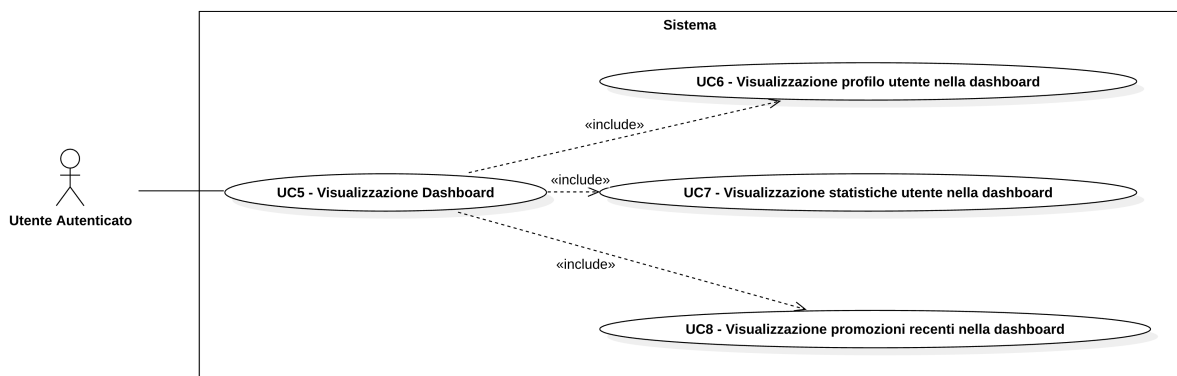 Sistema
UC6 - Visualizzazione profilo utente nella dashboard
«include»
«include»
UC5 - Visualizzazione Dashboard
UC7 - Visualizzazione statistiche utente nella dashboard
Utente Autenticato
«include»
UC8 - Visualizzazione promozioni recenti nella dashboard